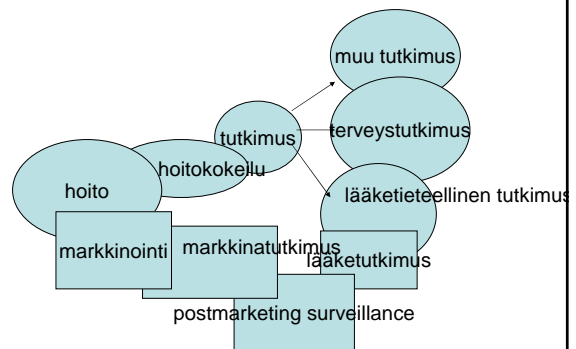 muu tutkimus
tutkimus
terveystutkimus
hoitokokeilu
hoito
lääketieteellinen tutkimus
markkinointi
markkinatutkimus
lääketutkimus
postmarketing surveillance